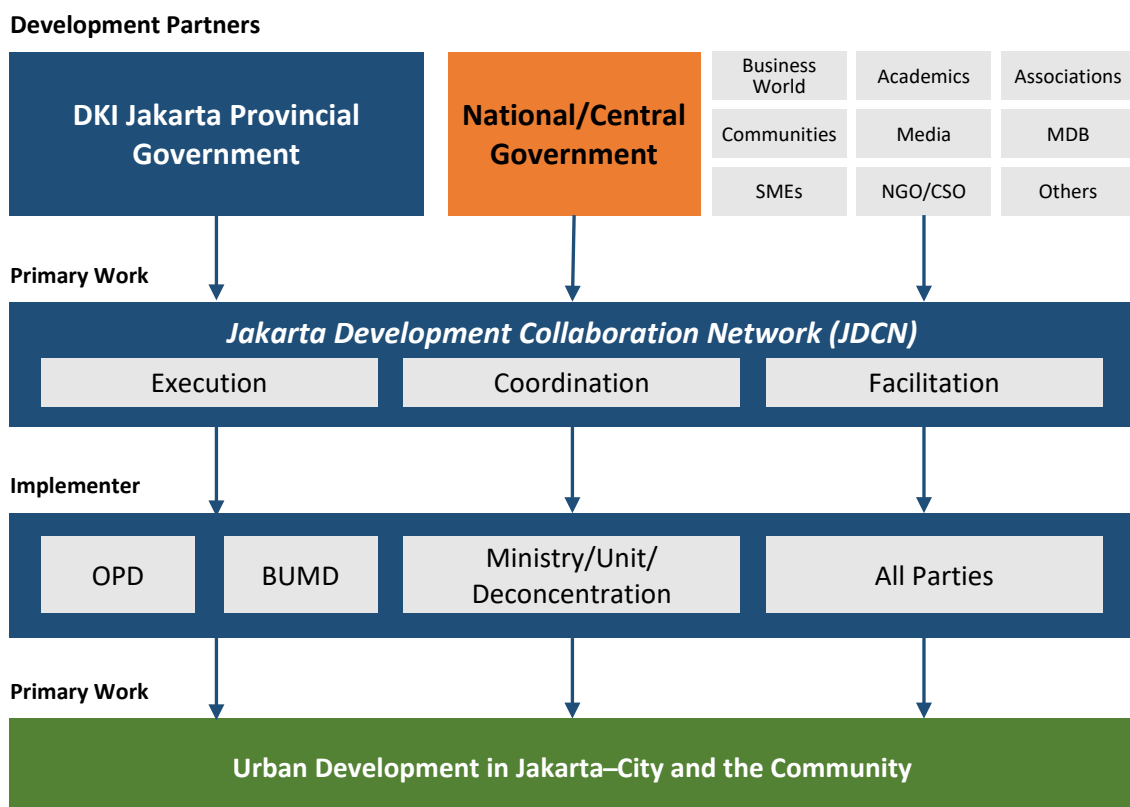 Development Partners
DKI Jakarta Provincial
Government
National/Central
Government
Business
World
Academics
Associations
Communities
Media
MDB
SMEs
NGO/CSO
Others
Primary Work
Jakarta Development Collaboration Network (JDCN)
Execution
Coordination
Facilitation
Implementer
OPD
BUMD
Ministry/Unit/
Deconcentration
All Parties
Primary Work
Urban Development in Jakarta–City and the Community